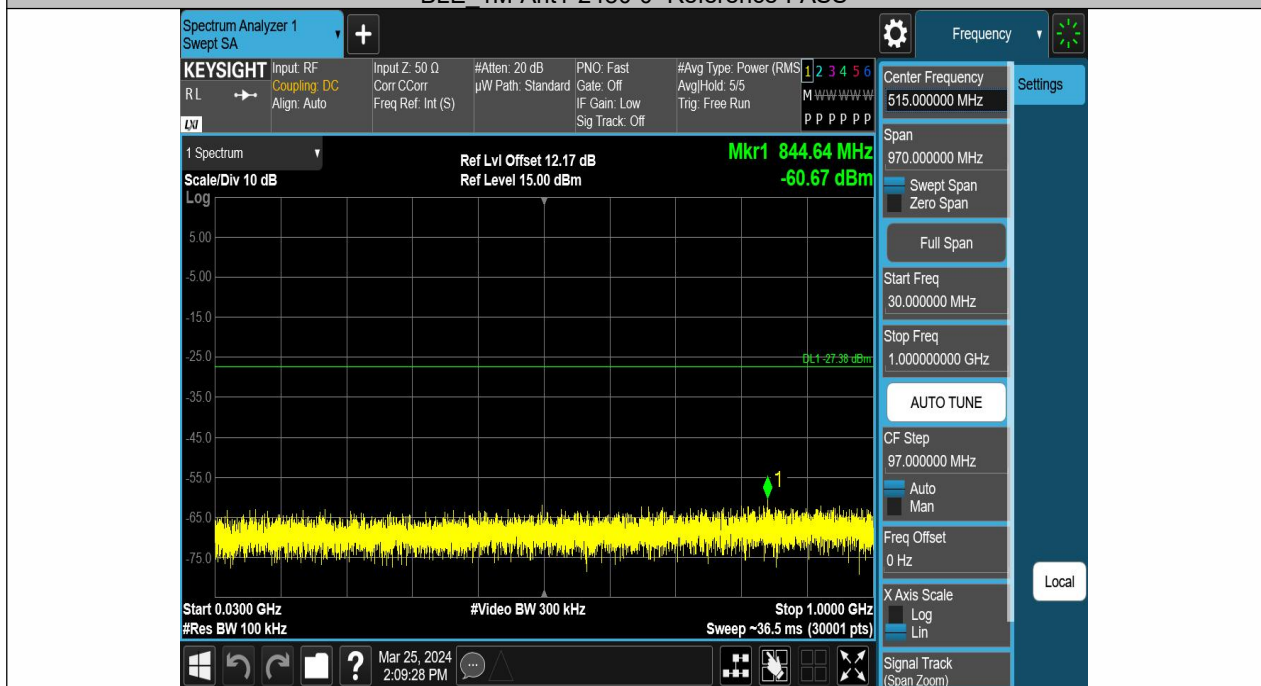 Spectrum Analyzer 1
Swept SA
+
Frequency
KEYSIGHT
RL
LXI
Input: RF
Coupling: DC
Align: Auto
Input Z: 50 Ω
Corr CCorr
Freq Ref: Int (S)
#Atten: 20 dB
µW Path: Standard
PNO: Fast
Gate: Off
IF Gain: Low
Sig Track: Off
#Avg Type: Power (RMS
Avg|Hold: 5/5
Trig: Free Run
1 2 3 4 5 6
M W W W W W
P P P P P P
1 Spectrum
Scale/Div 10 dB
Log
Ref Lvl Offset 12.17 dB
Ref Level 15.00 dBm
Mkr1 844.64 MHz
-60.67 dBm
5.00
-5.00
-15.0
-25.0
DL1 -27.38 dBm
-35.0
-45.0
-55.0
1
-65.0
-75.0
Start 0.0300 GHz
#Video BW 300 kHz
Stop 1.0000 GHz
#Res BW 100 kHz
Sweep ~36.5 ms (30001 pts)
?
Mar 25, 2024
2:09:28 PM
Center Frequency
515.000000 MHz
Settings
Span
970.000000 MHz
Swept Span
Zero Span
Full Span
Start Freq
30.000000 MHz
Stop Freq
1.000000000 GHz
AUTO TUNE
CF Step
97.000000 MHz
Auto
Man
Freq Offset
0 Hz
X Axis Scale
Log
Lin
Local
Signal Track
(Span Zoom)